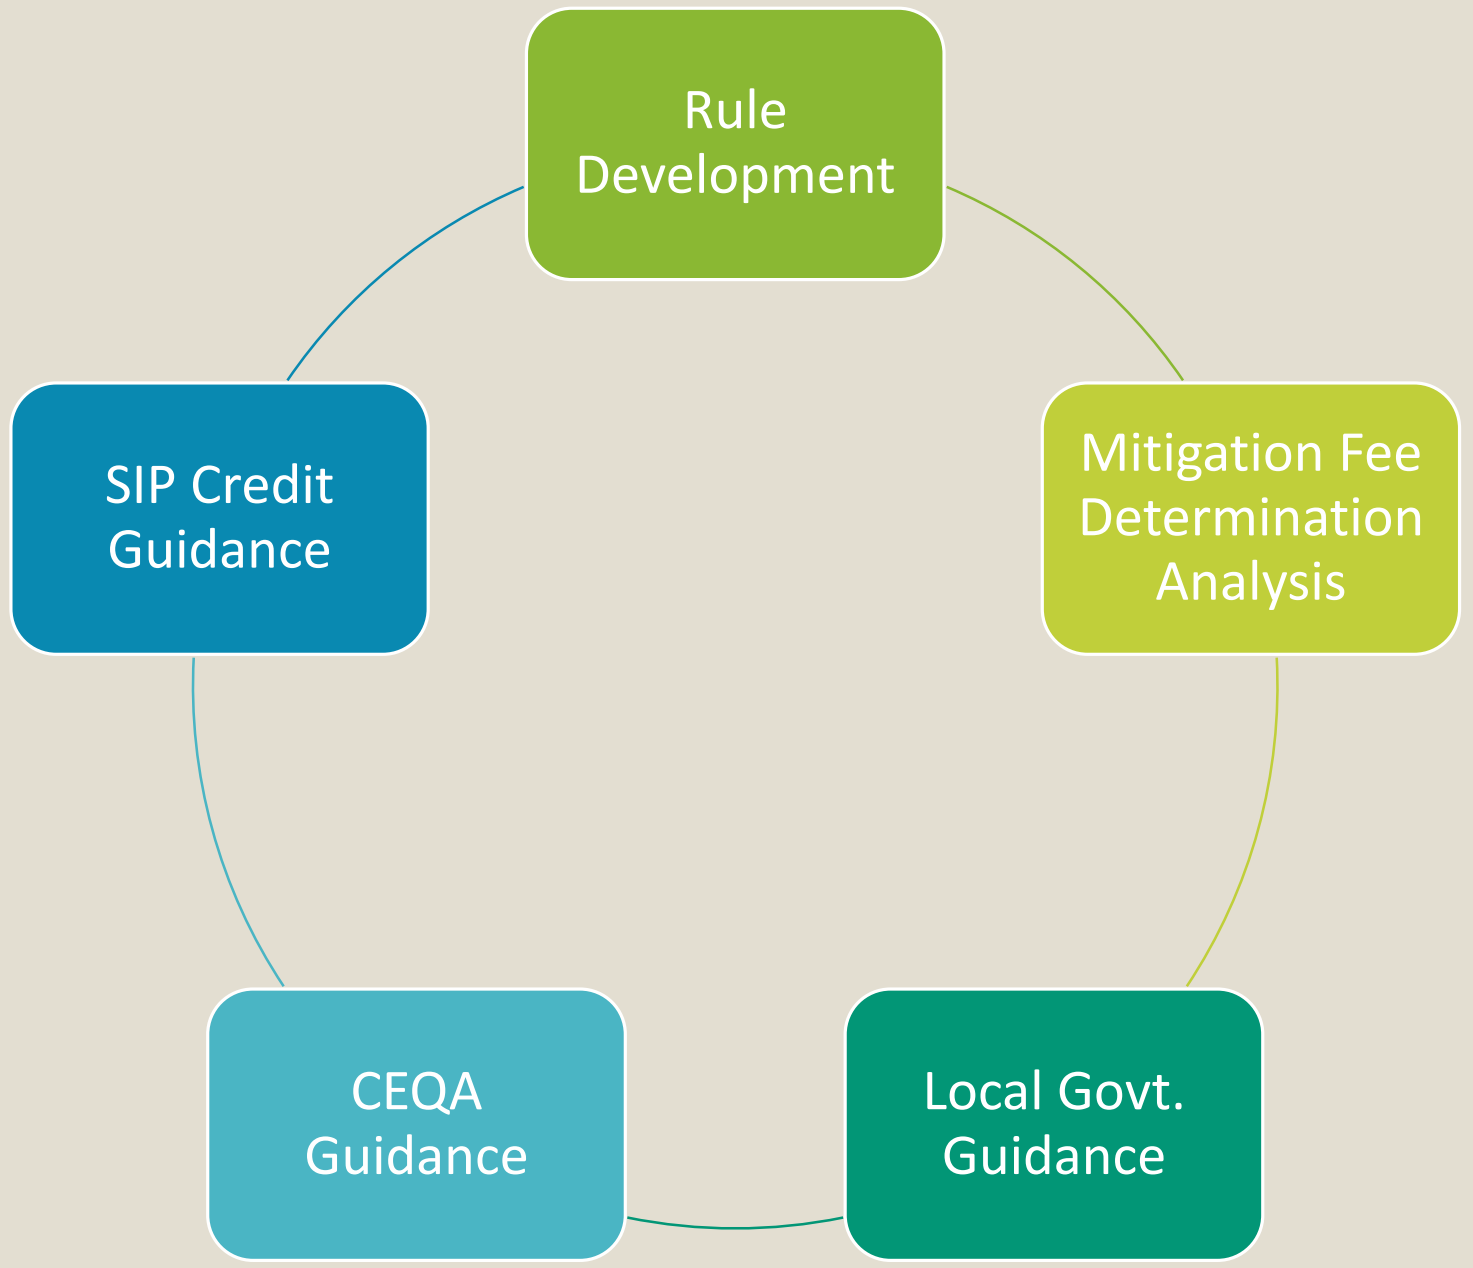 Rule
Development
Mitigation Fee
Determination
Analysis
Local Govt.
Guidance
CEQA
Guidance
SIP Credit
Guidance